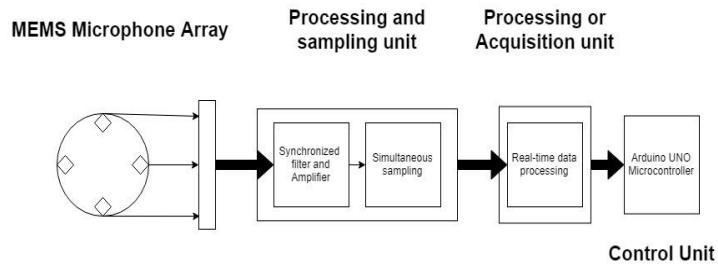 MEMS Microphone Array
Processing and
sampling unit
Processing or
Acquisition unit
Synchronized
filter and
Amplifier
Simultaneous
sampling
Real-time data
processing
Arduino UNO
Microcontroller
Control Unit